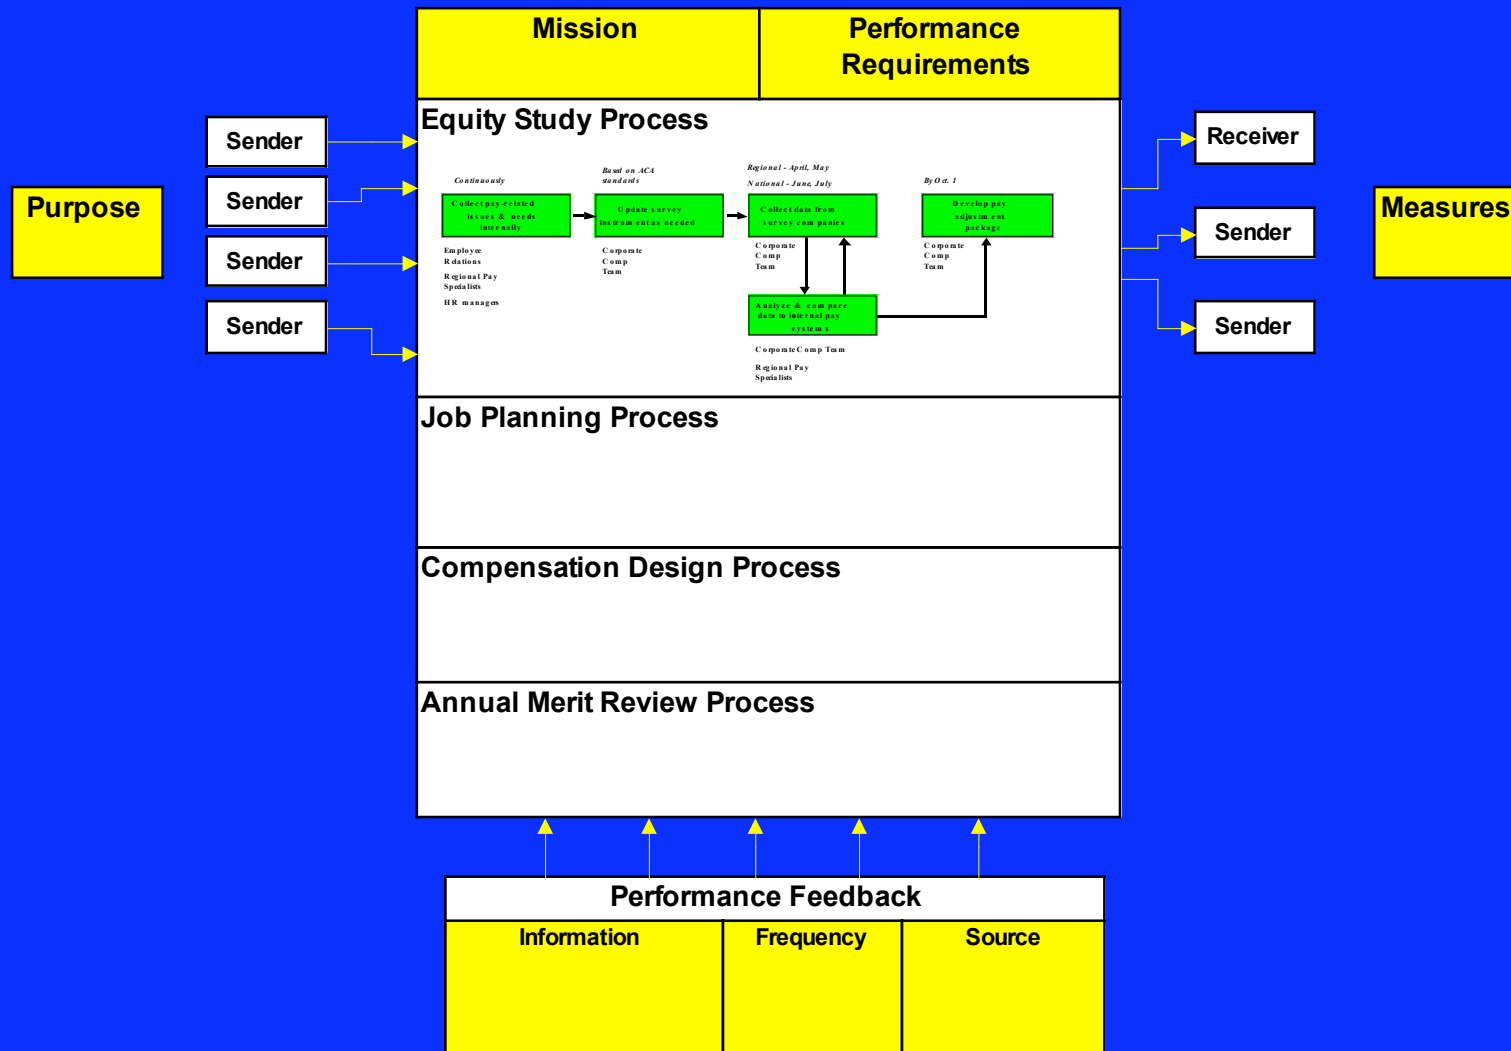 Mission
Performance
Requirements
Equity Study Process
Sender
Sender
Sender
Sender
Purpose
Continuously
Based on ACA
standards
Regional - April, May
National - June, July
By Oct. 1
Collect pay-related
issues & needs
internally
Update survey
instrument as needed
Collect data from
survey companies
Develop pay
adjustment
package
Employee
Relations
Regional Pay
Specialists
HR managers
Corporate
Comp
Team
Corporate
Comp
Team
Corporate
Comp
Team
Analyze & compare
data to internal pay
systems
Corporate Comp Team
Regional Pay
Specialists
Receiver
Sender
Sender
Measures
Job Planning Process
Compensation Design Process
Annual Merit Review Process
Performance Feedback
Information
Frequency
Source